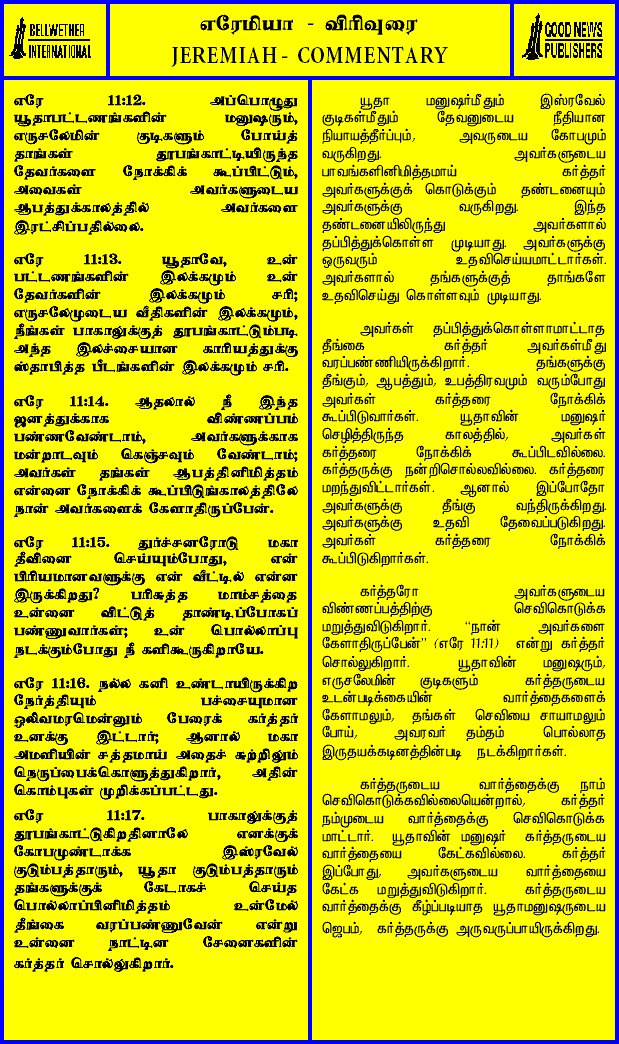 BELLWETHER
INTERNATIONAL
எரேமியா - விரிவுரை
JEREMIAH - COMMENTARY
GOOD NEWS
PUBLISHERS
எரே 11:12. அப்பொழுது
யூதாபட்டணங்களின் மனுஷரும்,
எருசலேமின் குடிகளும் போய்த்
தாங்கள் தூபங்காட்டியிருந்த
தேவர்களை நோக்கிக் கூப்பிட்டும்,
அவைகள் அவர்களுடைய
ஆபத்துக்காலத்தில் அவர்களை
இரட்சிப்பதில்லை.
எரே 11:13. யூதாவே, உன்
பட்டணங்களின் இலக்கமும் உன்
தேவர்களின் இலக்கமும் சரி;
எருசலேமுடைய வீதிகளின் இலக்கமும்,
நீங்கள் பாகாலுக்குத் தூபங்காட்டும்படி
அந்த இலச்சையான காரியத்துக்கு
ஸ்தாபித்த பீடங்களின் இலக்கமும் சரி.
எரே 11:14. ஆதலால் நீ இந்த
ஜனத்துக்காக விண்ணப்பம்
பண்ணவேண்டாம், அவர்களுக்காக
மன்றாடவும் கெஞ்சவும் வேண்டாம்;
அவர்கள் தங்கள் ஆபத்தினிமித்தம்
என்னை நோக்கிக் கூப்பிடுங்காலத்திலே
நான் அவர்களைக் கேளாதிருப்பேன்.
எரே 11:15. துர்ச்சனரோடு மகா
தீவினை செய்யும்போது, என்
பிரியமானவளுக்கு என் வீட்டில் என்ன
இருக்கிறது? பரிசுத்த மாம்சத்தை
உன்னை விட்டுத் தாண்டிப்போகப்
பண்ணுவார்கள்; உன் பொல்லாப்பு
நடக்கும்போது நீ களிகூருகிறாயே.
எரே 11:16. நல்ல கனி உண்டாயிருக்கிற
நேர்த்தியும் பச்சையுமான
ஒலிவமரமென்னும் பேரைக் கர்த்தர்
உனக்கு இட்டார்; ஆனால் மகா
அமளியின் சத்தமாய் அதைச் சுற்றிலும்
நெருப்பைக்கொளுத்துகிறார், அதின்
கொம்புகள் முறிக்கப்பட்டது.
எரே 11:17. பாகாலுக்குத்
தூபங்காட்டுகிறதினாலே எனக்குக்
கோபமுண்டாக்க இஸ்ரவேல்
குடும்பத்தாரும், யூதா குடும்பத்தாரும்
தங்களுக்குக் கேடாகச் செய்த
பொல்லாப்பினிமித்தம் உன்மேல்
தீங்கை வரப்பண்ணுவேன் என்று
உன்னை நாட்டின சேனைகளின்
கர்த்தர் சொல்லுகிறார்.
யூதா மனுஷர்மீதும் இஸ்ரவேல்
குடிகள்மீதும் தேவனுடைய நீதியான
நியாயத்தீர்ப்பும், அவருடைய கோபமும்
வருகிறது. அவர்களுடைய
பாவங்களினிமித்தமாய் கர்த்தர்
அவர்களுக்குக் கொடுக்கும் தண்டனையும்
அவர்களுக்கு வருகிறது. இந்த
தண்டனையிலிருந்து அவர்களால்
தப்பித்துக்கொள்ள முடியாது. அவர்களுக்கு
ஒருவரும் உதவிசெய்யமாட்டார்கள்.
அவர்களால் தங்களுக்குத் தாங்களே
உதவிசெய்து கொள்ளவும் முடியாது.
அவர்கள் தப்பித்துக்கொள்ளாமாட்டாத
தீங்கை கர்த்தர் அவர்கள்மீது
வரப்பண்ணியிருக்கிறார். தங்களுக்கு
தீங்கும், ஆபத்தும், உபத்திரவமும் வரும்போது
அவர்கள் கர்த்தரை நோக்கிக்
கூப்பிடுவார்கள். யூதாவின் மனுஷர்
செழித்திருந்த காலத்தில், அவர்கள்
கர்த்தரை நோக்கிக் கூப்பிடவில்லை.
கர்த்தருக்கு நன்றிசொல்லவில்லை. கர்த்தரை
மறந்துவிட்டார்கள். ஆனால் இப்போதோ
அவர்களுக்கு தீங்கு வந்திருக்கிறது.
அவர்களுக்கு உதவி தேவைப்படுகிறது.
அவர்கள் கர்த்தரை நோக்கிக்
கூப்பிடுகிறார்கள்.
கர்த்தரோ அவர்களுடைய
விண்ணப்பத்திற்கு செவிகொடுக்க
மறுத்துவிடுகிறார். “நான் அவர்களை
கேளாதிருப்பேன்” (எரே 11:11) என்று கர்த்தர்
சொல்லுகிறார். யூதாவின் மனுஷரும்,
எருசலேமின் குடிகளும் கர்த்தருடைய
உடன்படிக்கையின் வார்த்தைகளைக்
கேளாமலும், தங்கள் செவியை சாயாமலும்
போய், அவரவர் தம்தம் பொல்லாத
இருதயக்கடினத்தின்படி நடக்கிறார்கள்.
கர்த்தருடைய வார்த்தைக்கு நாம்
செவிகொடுக்கவில்லையென்றால், கர்த்தர்
நம்முடைய வார்த்தைக்கு செவிகொடுக்க
மாட்டார். யூதாவின் மனுஷர் கர்த்தருடைய
வார்த்தையை கேட்கவில்லை. கர்த்தர்
இப்போது, அவர்களுடைய வார்த்தையை
கேட்க மறுத்துவிடுகிறார். கர்த்தருடைய
வார்த்தைக்கு கீழ்ப்படியாத யூதாமனுஷருடைய
ஜெபம், கர்த்தருக்கு அருவருப்பாயிருக்கிறது.